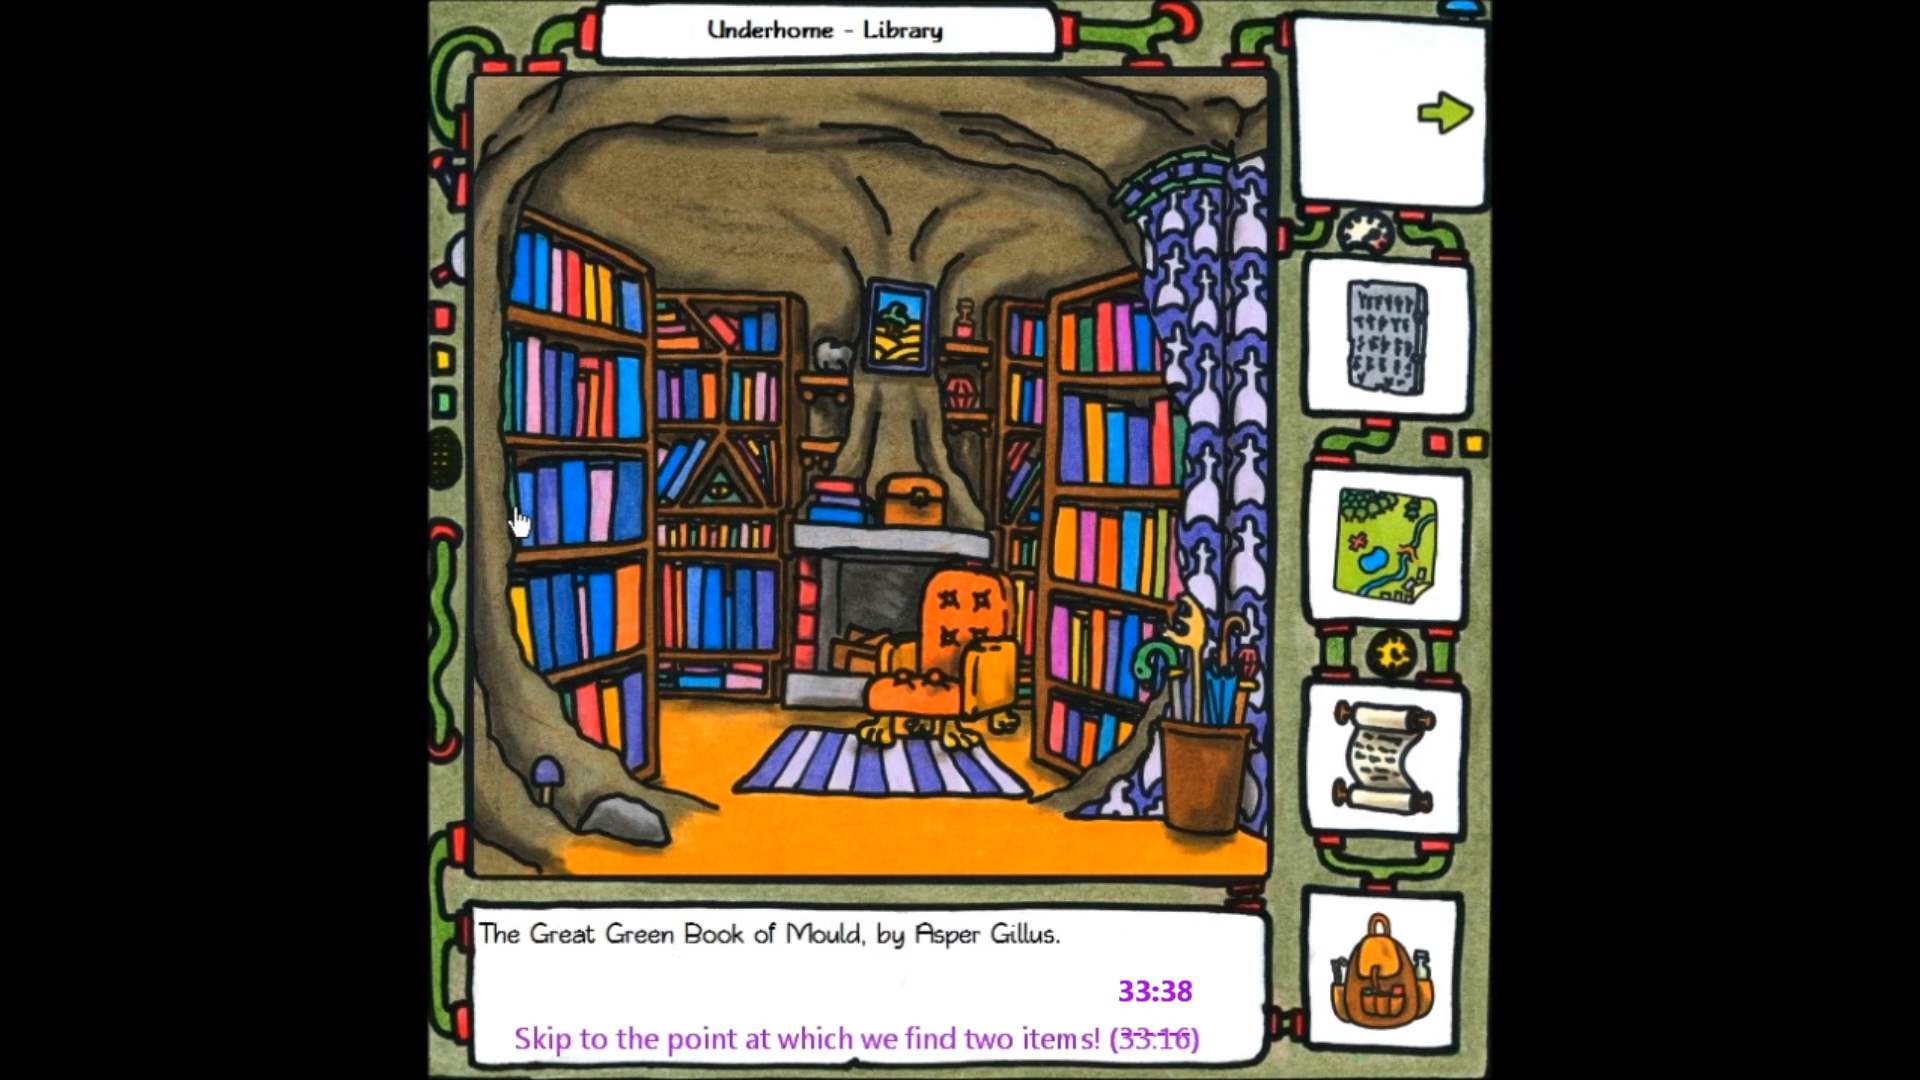 Underhome - Library
The Great Green Book of Mould, by Asper Gillus.
33:38
Skip to the point at which we find two items! (33:16)